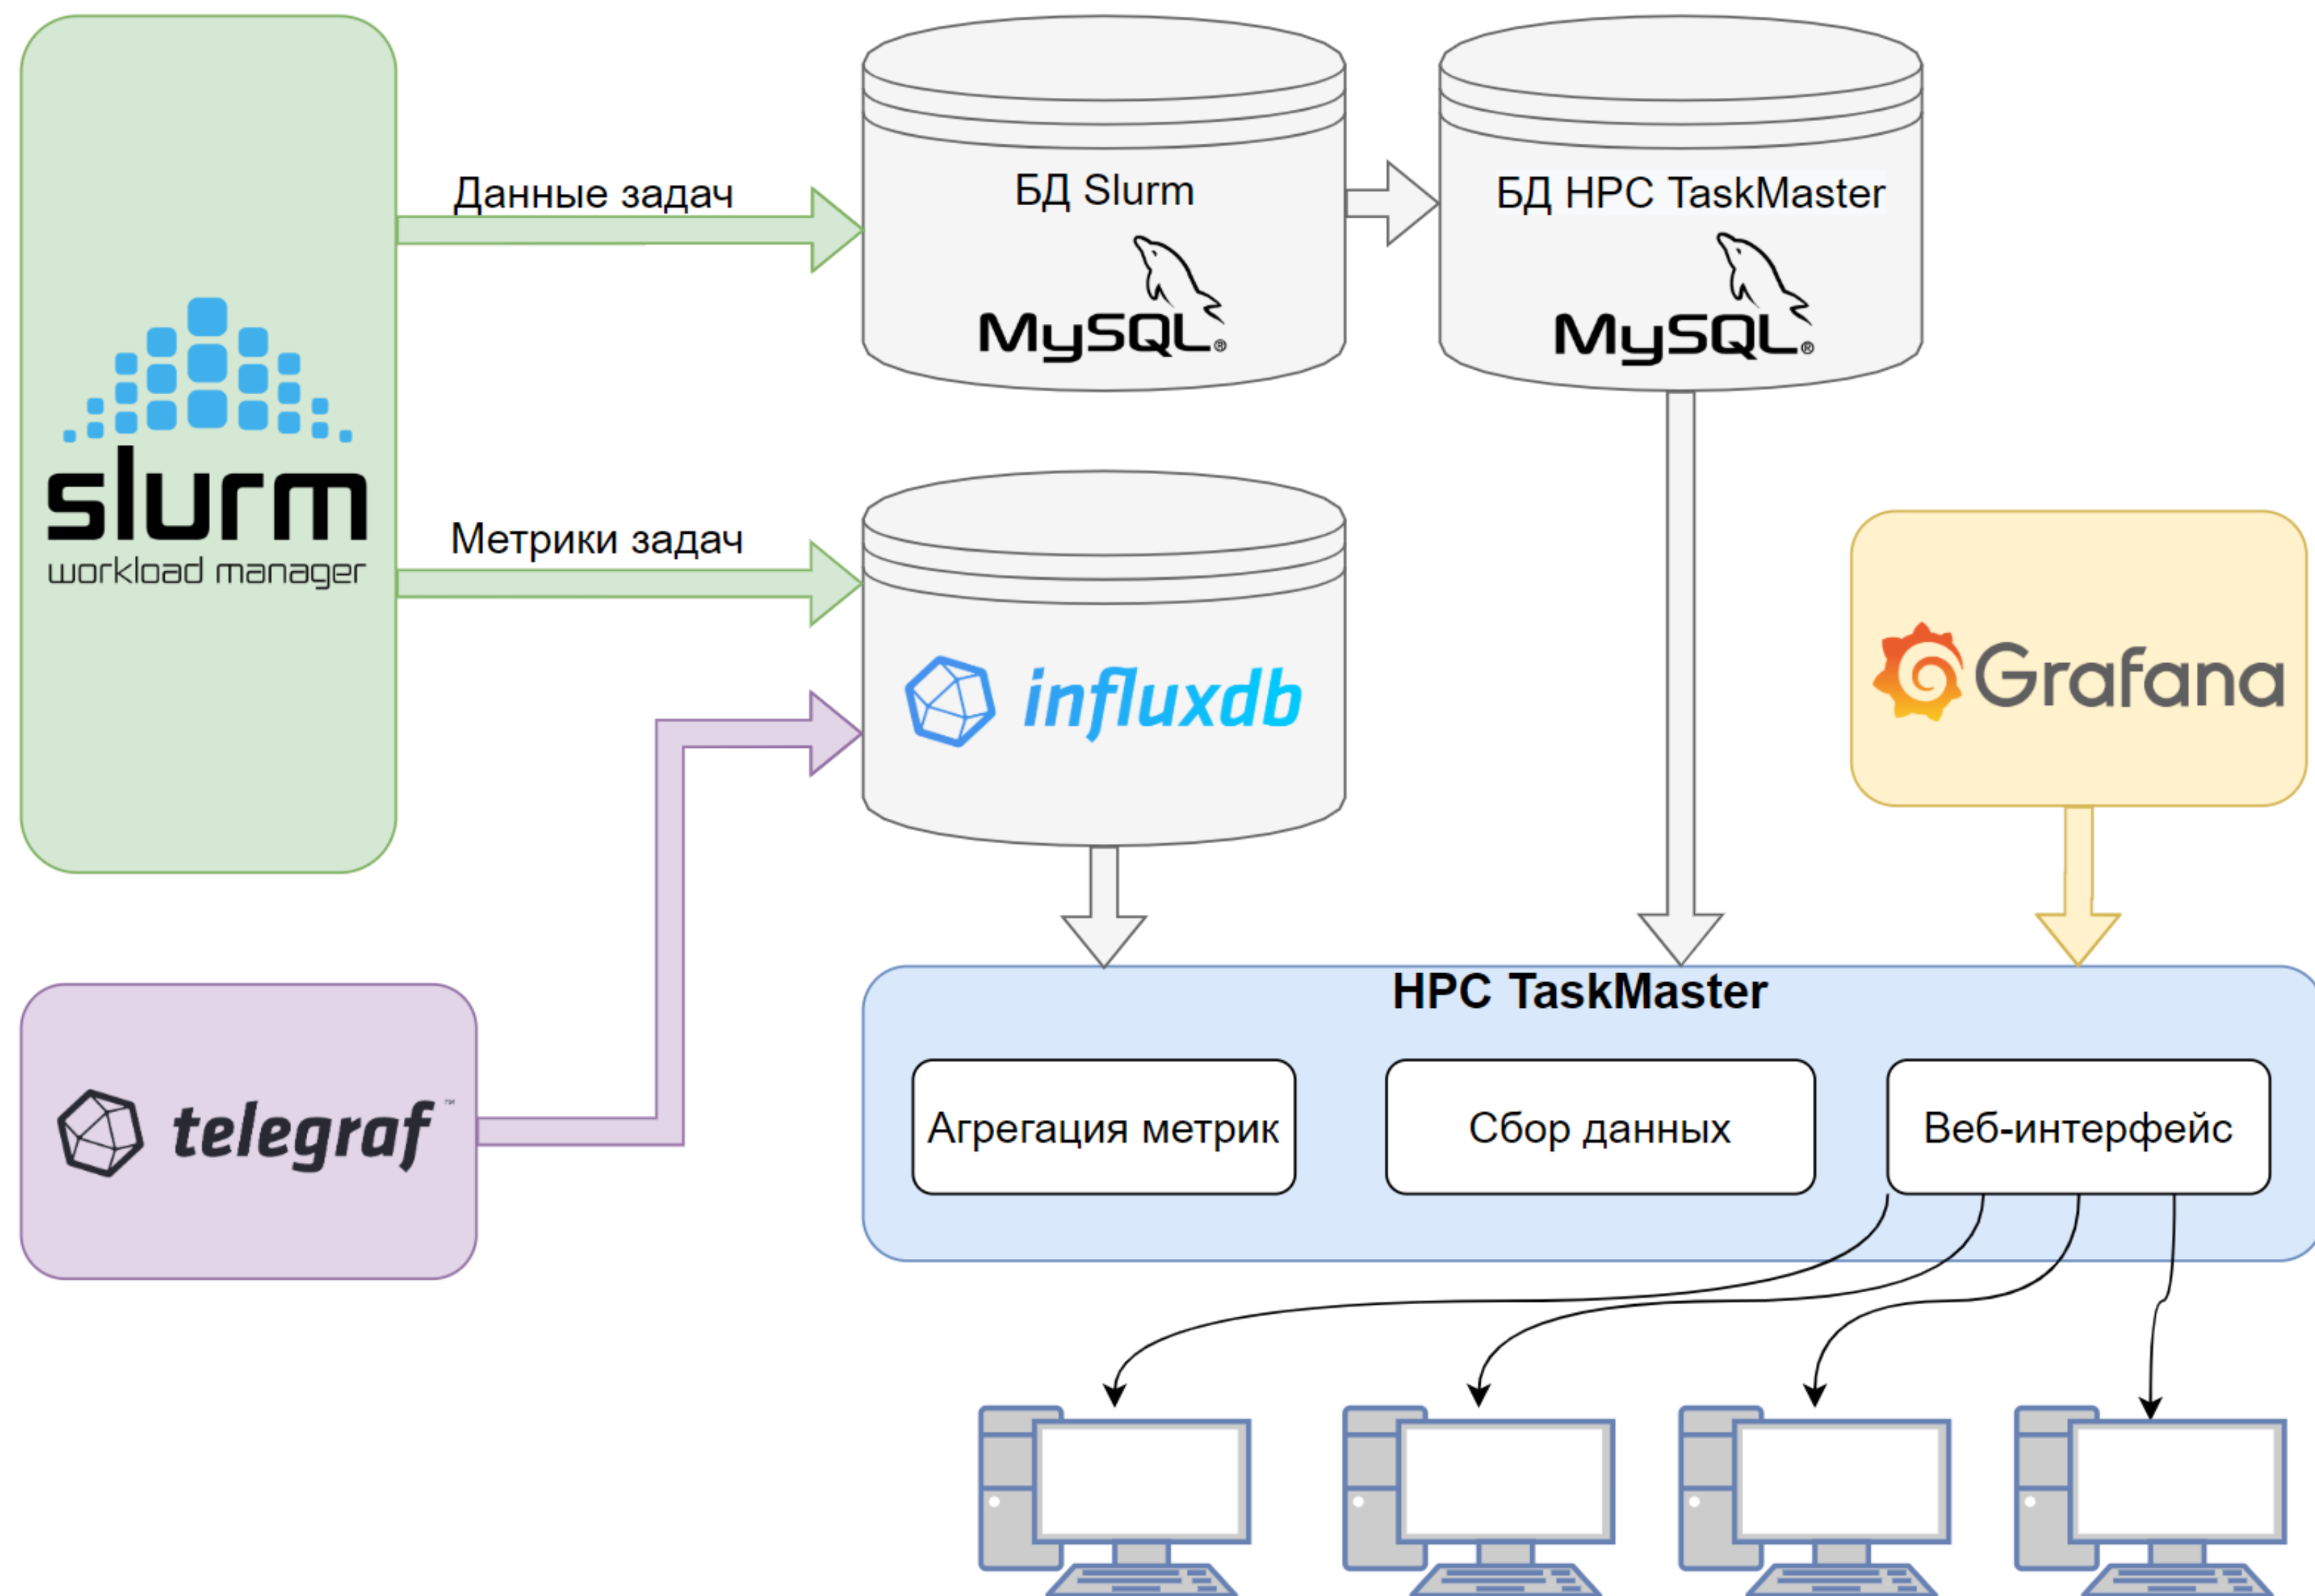 Данные задач
БД Slurm
MySQL®
БД HPC TaskMaster
MySQL®
slurm
workload manager
Метрики задач
influxdb
Grafana
telegraf™
HPC TaskMaster
Агрегация метрик
Сбор данных
Веб-интерфейс